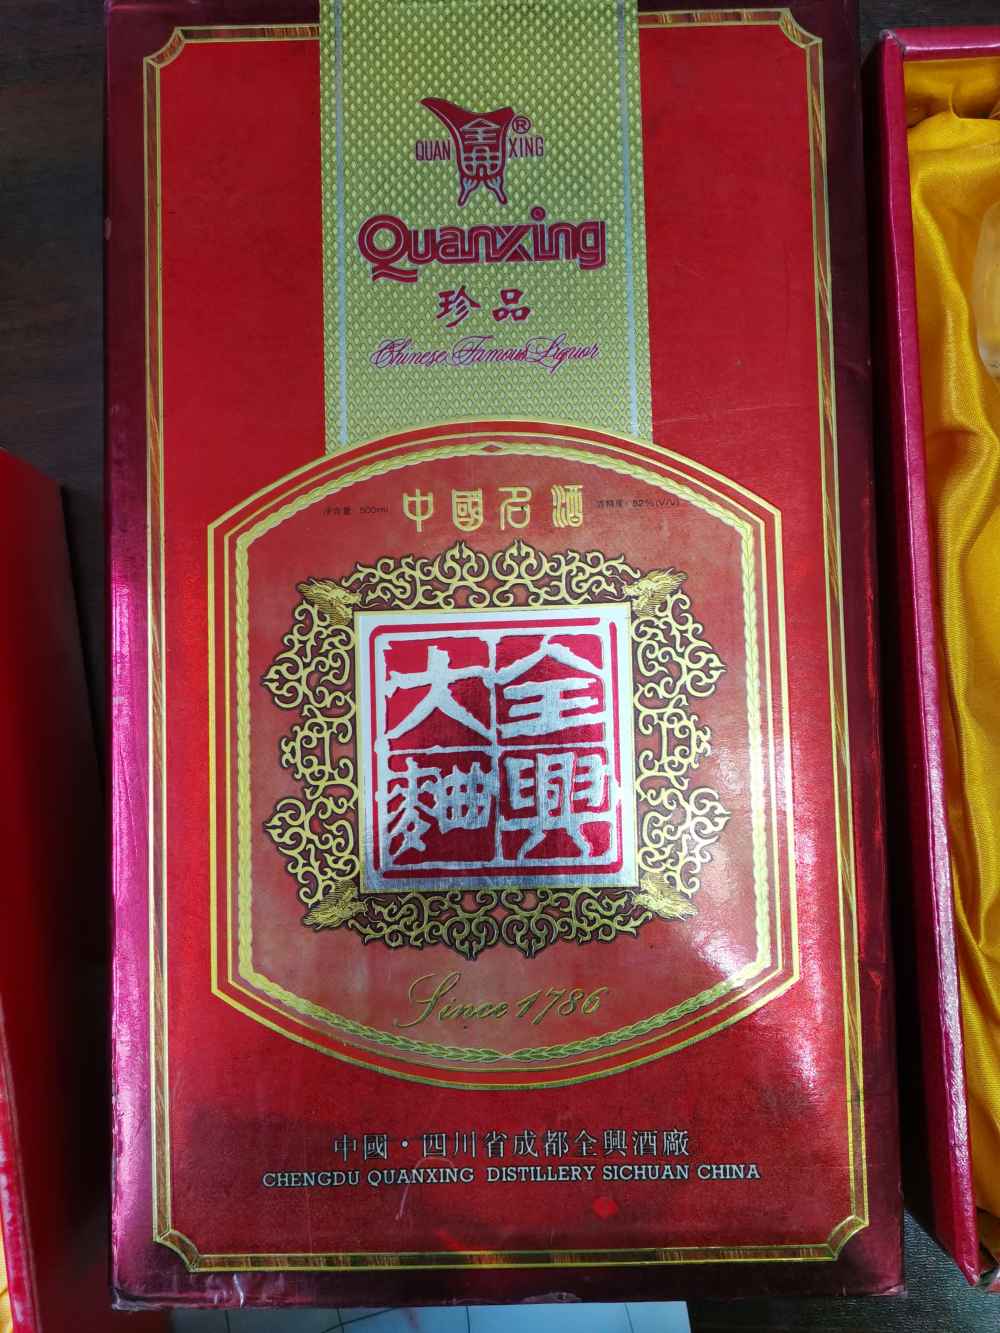 全興®
QUAN XING
Quanxing
珍品
Chinese Famous Liquor
净含量: 500ml 中國名酒 酒精度: 52%(V/V)
全興
大麯
Since 1786
中國·四川省成都全興酒廠
CHENGDU QUANXING DISTILLERY SICHUAN CHINA